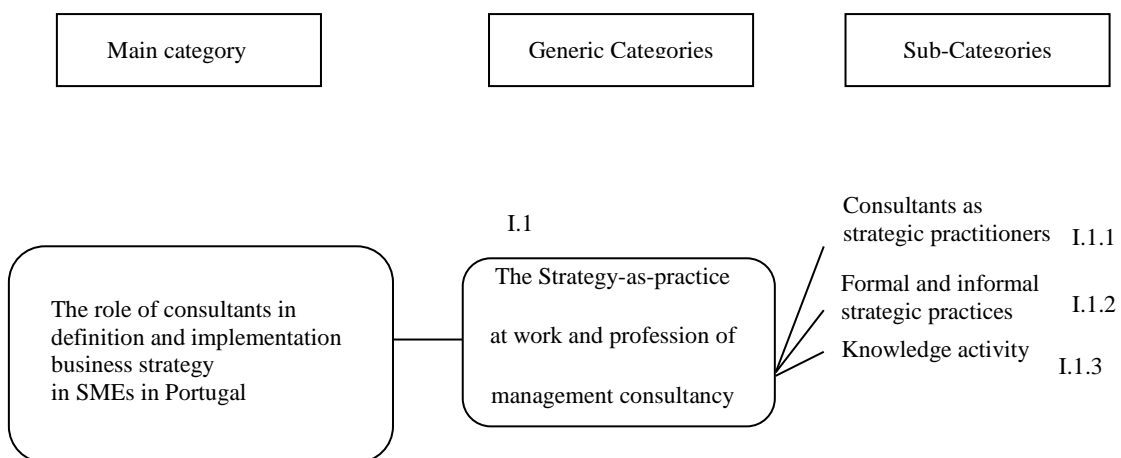 Main category
Generic Categories
Sub-Categories
The role of consultants in
definition and implementation
business strategy
in SMEs in Portugal
I.1
The Strategy-as-practice
at work and profession of
management consultancy
Consultants as
strategic practitioners I.1.1
Formal and informal
strategic practices I.1.2
Knowledge activity I.1.3